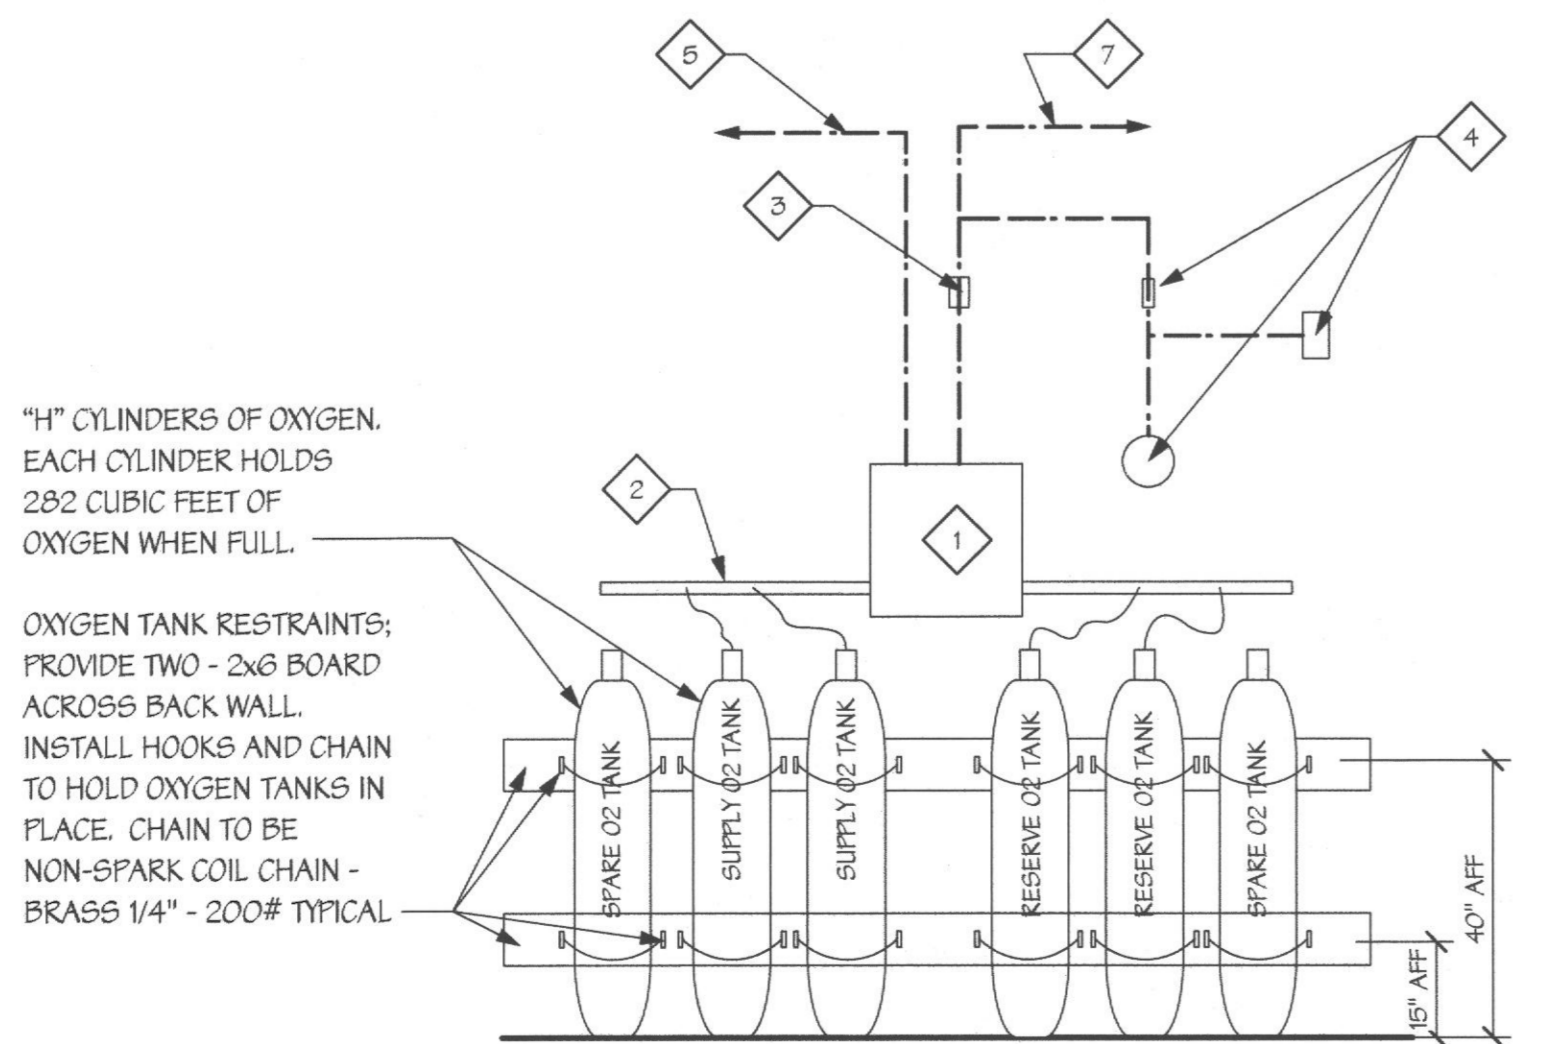 5
7
4
3
"H" CYLINDERS OF OXYGEN.
EACH CYLINDER HOLDS
282 CUBIC FEET OF
OXYGEN WHEN FULL.
2
1
OXYGEN TANK RESTRAINTS;
PROVIDE TWO - 2x6 BOARD
ACROSS BACK WALL.
INSTALL HOOKS AND CHAIN
TO HOLD OXYGEN TANKS IN
PLACE. CHAIN TO BE
NON-SPARK COIL CHAIN -
BRASS 1/4" - 200# TYPICAL
SPARE O2 TANK
SUPPLY O2 TANK
SUPPLY O2 TANK
RESERVE O2 TANK
RESERVE O2 TANK
SPARE O2 TANK
15" AFF
40" AFF